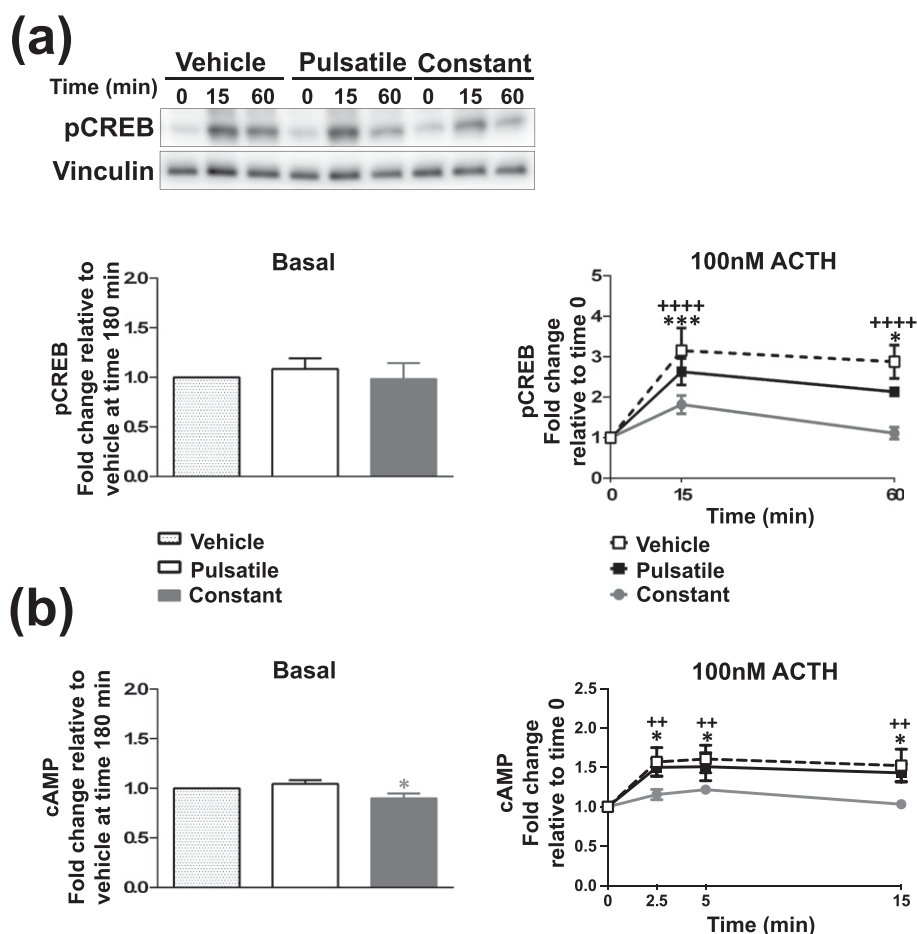 (a)
Vehicle Pulsatile Constant
Time (min) 0 15 60 0 15 60 0 15 60
pCREB
Vinculin
Basal
pCREB
Fold change relative to
vehicle at time 180 min
2.0
1.5
1.0
0.5
0.0
Vehicle
Pulsatile
Constant
100nM ACTH
pCREB
Fold change
relative to time 0
5
4
3
2
1
0
++++
***
++++
*
0 15 60
Time (min)
Vehicle
Pulsatile
Constant
(b)
Basal
cAMP
Fold change relative to
vehicle at time 180 min
2.0
1.5
1.0
0.5
0.0
*
100nM ACTH
cAMP
Fold change
relative to time 0
2.5
2.0
1.5
1.0
0.5
0.0
++ ++ ++
* * *
0 2.5 5 15
Time (min)